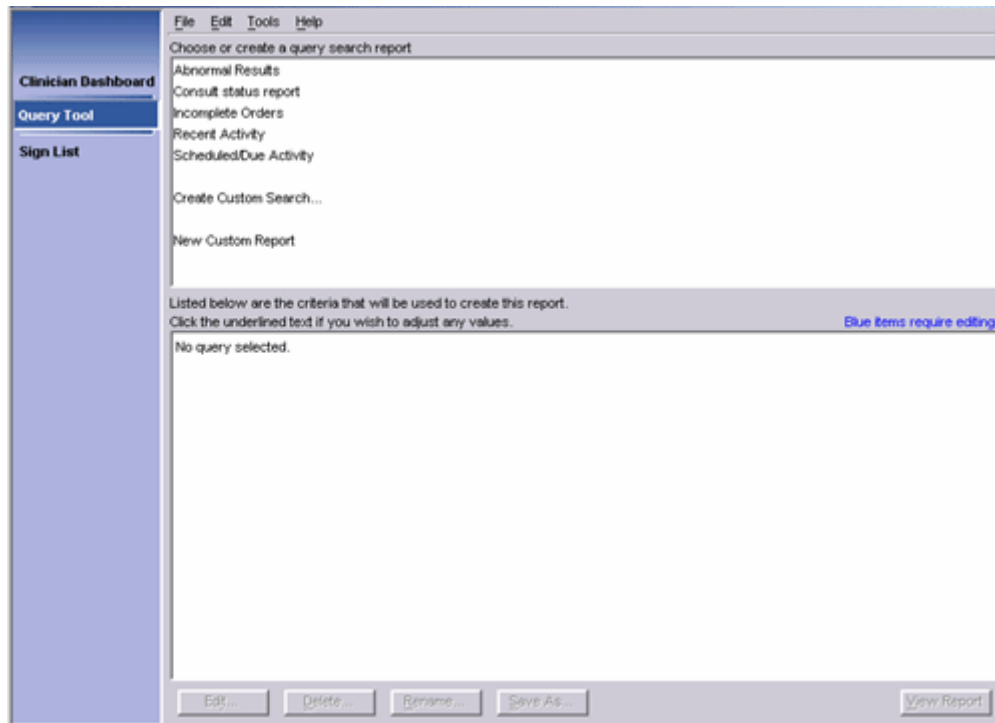 File Edit Tools Help
Choose or create a query search report
Clinician Dashboard
Query Tool
Sign List
Abnormal Results
Consult status report
Incomplete Orders
Recent Activity
Scheduled/Due Activity
Create Custom Search...
New Custom Report
Listed below are the criteria that will be used to create this report.
Click the underlined text if you wish to adjust any values. Blue items require editing
No query selected.
Edit... Delete... Rename... Save As... View Report